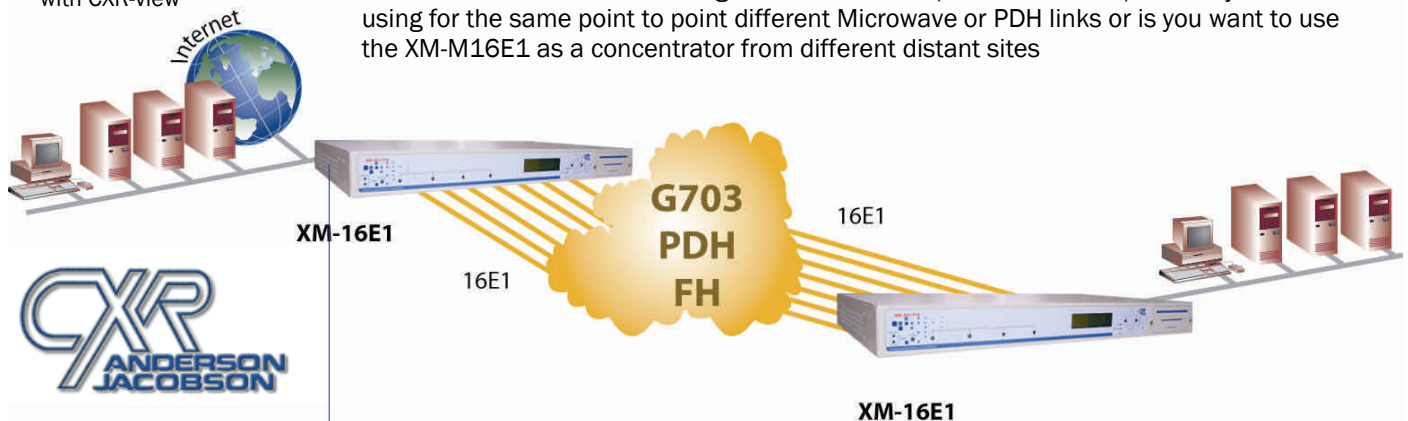 with CXR-view
using for the same point to point different Microwave or PDH links or is you want to use
the XM-M16E1 as a concentrator from different distant sites
Internet
XM-16E1
16E1
G703
PDH
FH
16E1
XM-16E1
CXR
ANDERSON
JACOBSON